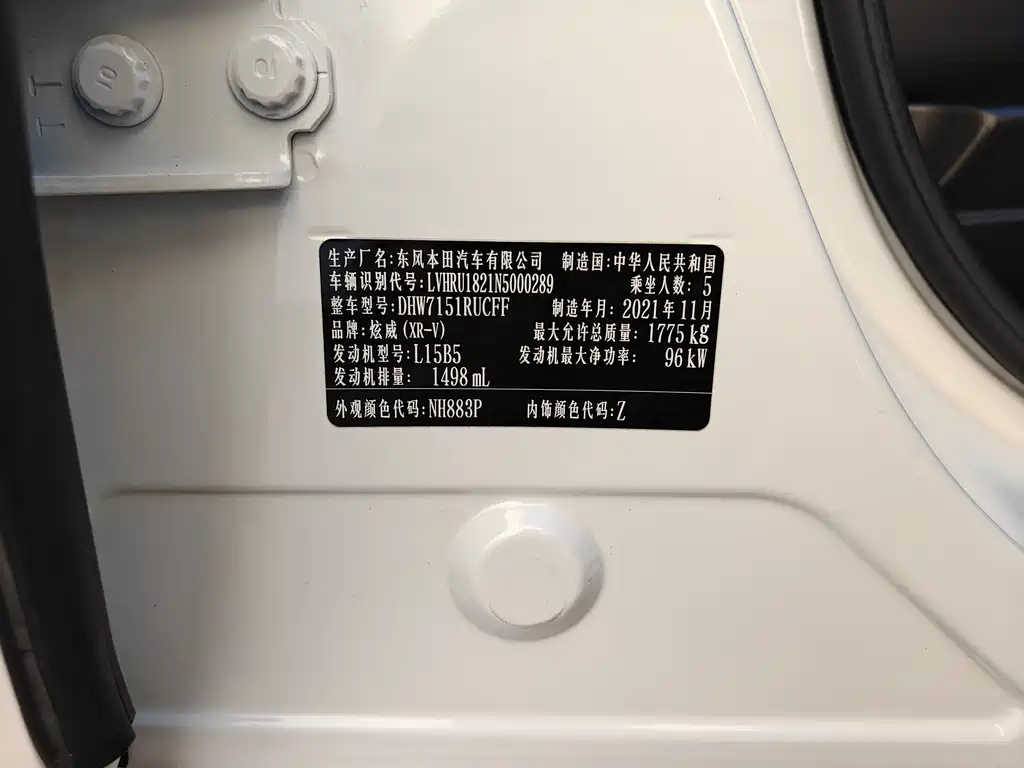 10
2
生产厂名:东风本田汽车有限公司 制造国:中华人民共和国
车辆识别代号:LVHRU1821N5000289 乘坐人数: 5
整车型号:DHW7151RUCFF 制造年月: 2021年11月
品牌:炫威(XR-V) 最大允许总质量: 1775kg
发动机型号:L15B5 发动机最大净功率: 96kW
发动机排量: 1498mL
外观颜色代码:NH883P 内饰颜色代码:Z